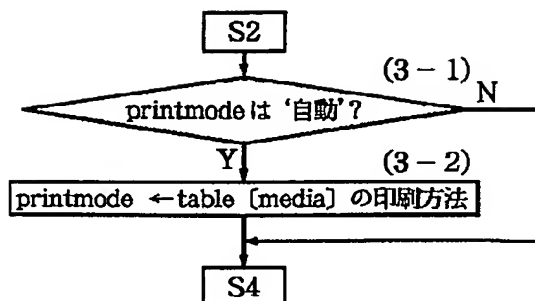 S2
(3-1)
printmodeは‘自動’?
N
Y
(3-2)
printmode ←table〔media〕の印刷方法
S4